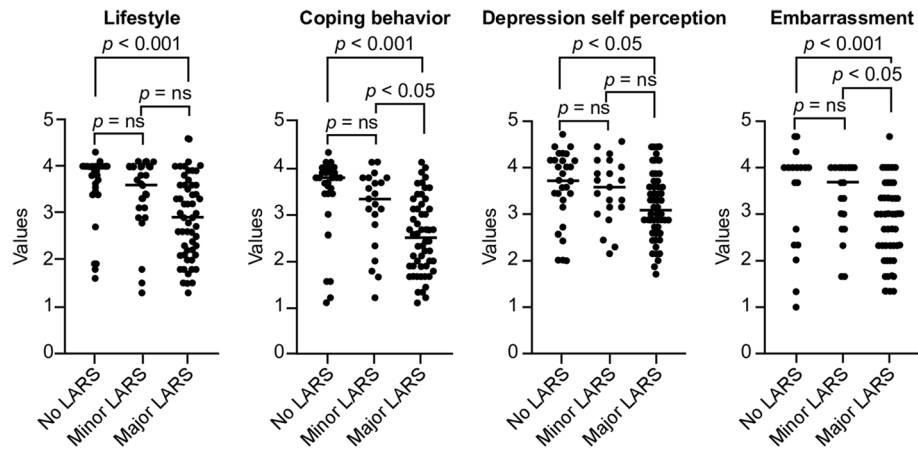 Lifestyle
p < 0.001
p = ns
p = ns
Values
5
4
3
2
1
0
No LARS
Minor LARS
Major LARS
Coping behavior
p < 0.001
p < 0.05
p = ns
Values
5
4
3
2
1
0
No LARS
Minor LARS
Major LARS
Depression self perception
p < 0.05
p = ns
p = ns
Values
5
4
3
2
1
0
No LARS
Minor LARS
Major LARS
Embarrassment
p < 0.001
p < 0.05
p = ns
Values
5
4
3
2
1
0
No LARS
Minor LARS
Major LARS